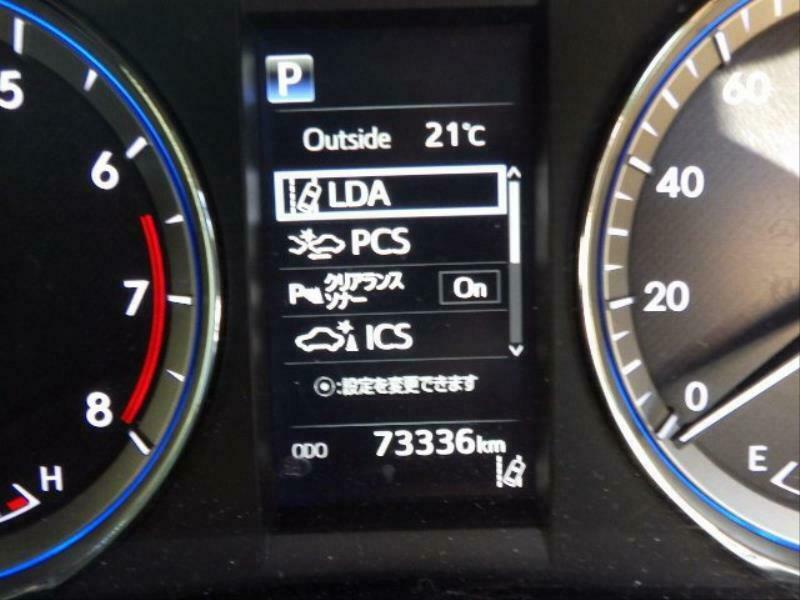 P
Outside 21℃
LDA
PCS
P クリアランス
ソナー On
ICS
◉:設定を変更できます
ODO 73336km
5
6
7
8
H
60
40
20
0
E